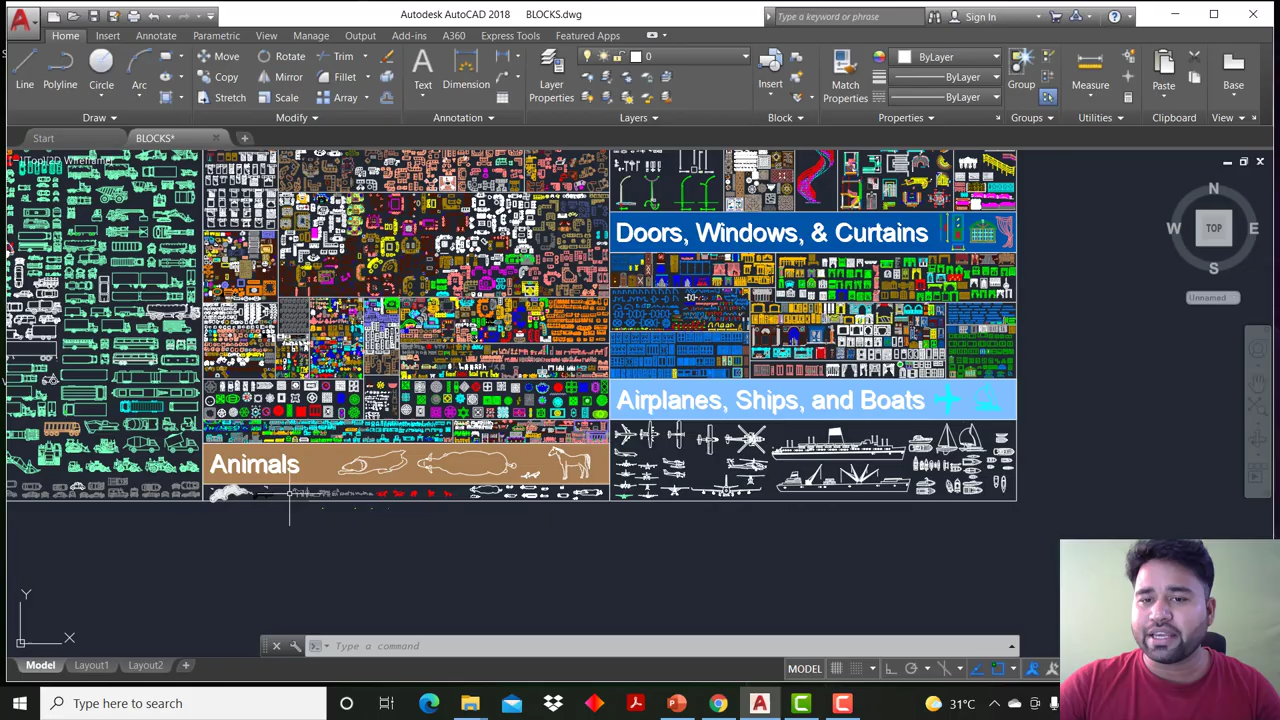 Autodesk AutoCAD 2018 BLOCKS.dwg
Type a keyword or phrase
Sign In
Home Insert Annotate Parametric View Manage Output Add-ins A360 Express Tools Featured Apps
Line Polyline Circle Arc
Move Rotate Trim
Copy Mirror Fillet
Stretch Scale Array
Text Dimension
Layer Properties
0
Insert
Match Properties
ByLayer
ByLayer
ByLayer
Group
Measure
Paste
Base
Draw Modify Annotation Layers Block Properties Groups Utilities Clipboard View
Start BLOCKS*
Top
2D Wireframe
Doors, Windows, & Curtains
Airplanes, Ships, and Boats
Animals
N
W TOP E
S
Unnamed
Y
X
Type a command
Model Layout1 Layout2
MODEL
Type here to search
31°C